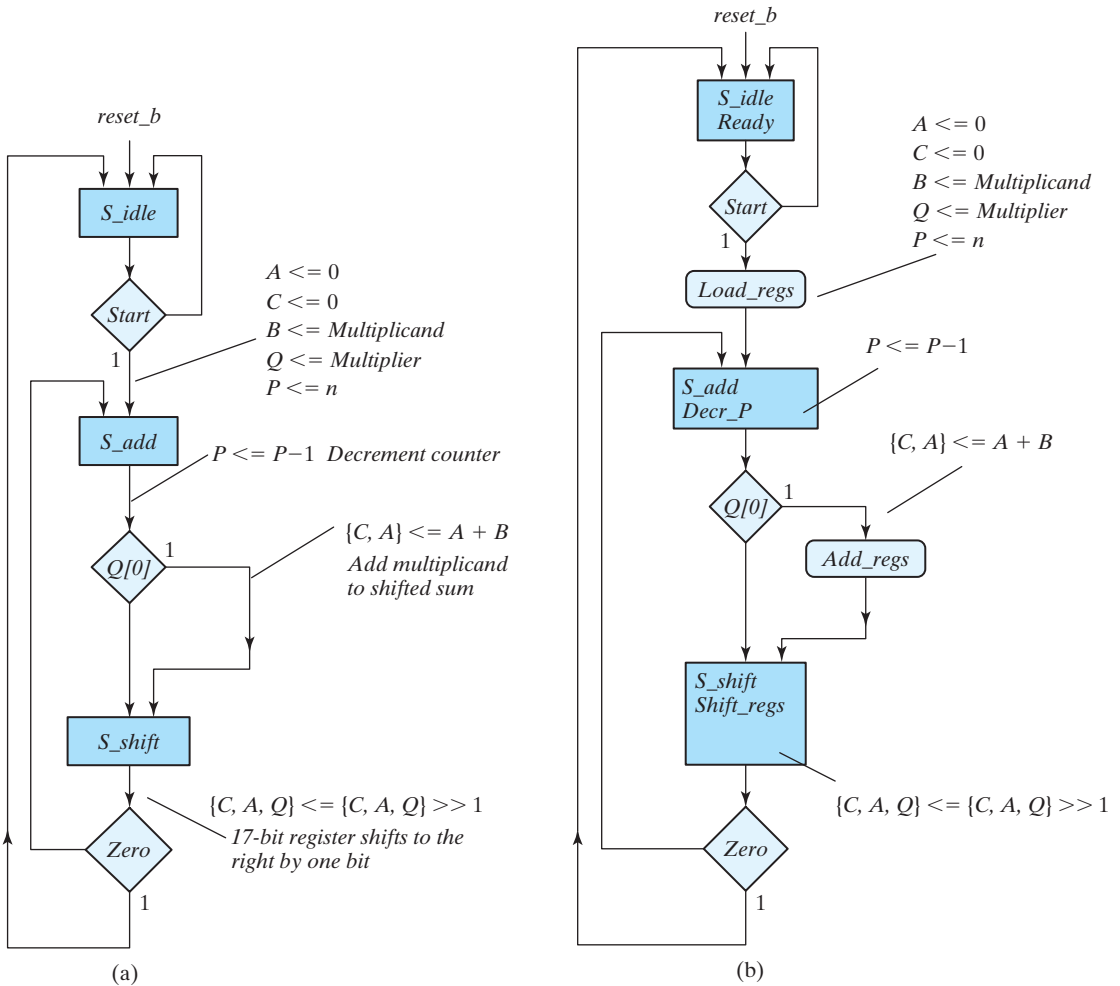 reset_b
S_idle
Start
1
A <= 0
C <= 0
B <= Multiplicand
Q <= Multiplier
P <= n
S_add
P <= P−1 Decrement counter
Q[0]
1
{C, A} <= A + B
Add multiplicand
to shifted sum
S_shift
{C, A, Q} <= {C, A, Q} >> 1
17-bit register shifts to the
right by one bit
Zero
1
(a)
reset_b
S_idle
Ready
Start
1
A <= 0
C <= 0
B <= Multiplicand
Q <= Multiplier
P <= n
Load_regs
P <= P−1
S_add
Decr_P
{C, A} <= A + B
Q[0]
1
Add_regs
S_shift
Shift_regs
{C, A, Q} <= {C, A, Q} >> 1
Zero
1
(b)